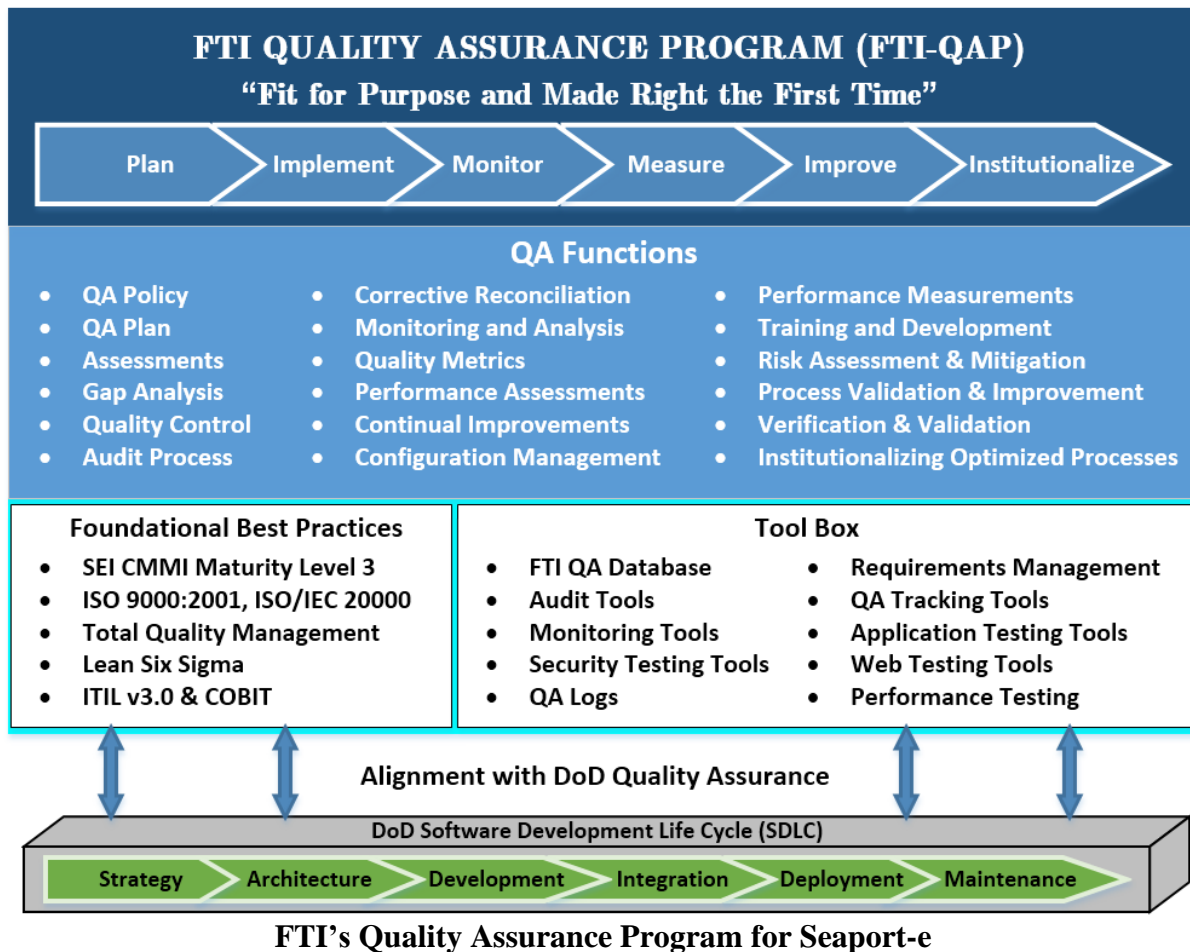 FTI QUALITY ASSURANCE PROGRAM (FTI-QAP)
“Fit for Purpose and Made Right the First Time”
Plan
Implement
Monitor
Measure
Improve
Institutionalize
QA Functions
• QA Policy
• QA Plan
• Assessments
• Gap Analysis
• Quality Control
• Audit Process
• Corrective Reconciliation
• Monitoring and Analysis
• Quality Metrics
• Performance Assessments
• Continual Improvements
• Configuration Management
• Performance Measurements
• Training and Development
• Risk Assessment & Mitigation
• Process Validation & Improvement
• Verification & Validation
• Institutionalizing Optimized Processes
Foundational Best Practices
• SEI CMMI Maturity Level 3
• ISO 9000:2001, ISO/IEC 20000
• Total Quality Management
• Lean Six Sigma
• ITIL v3.0 & COBIT
Tool Box
• FTI QA Database
• Audit Tools
• Monitoring Tools
• Security Testing Tools
• QA Logs
• Requirements Management
• QA Tracking Tools
• Application Testing Tools
• Web Testing Tools
• Performance Testing
Alignment with DoD Quality Assurance
DoD Software Development Life Cycle (SDLC)
Strategy
Architecture
Development
Integration
Deployment
Maintenance
FTI’s Quality Assurance Program for Seaport-e